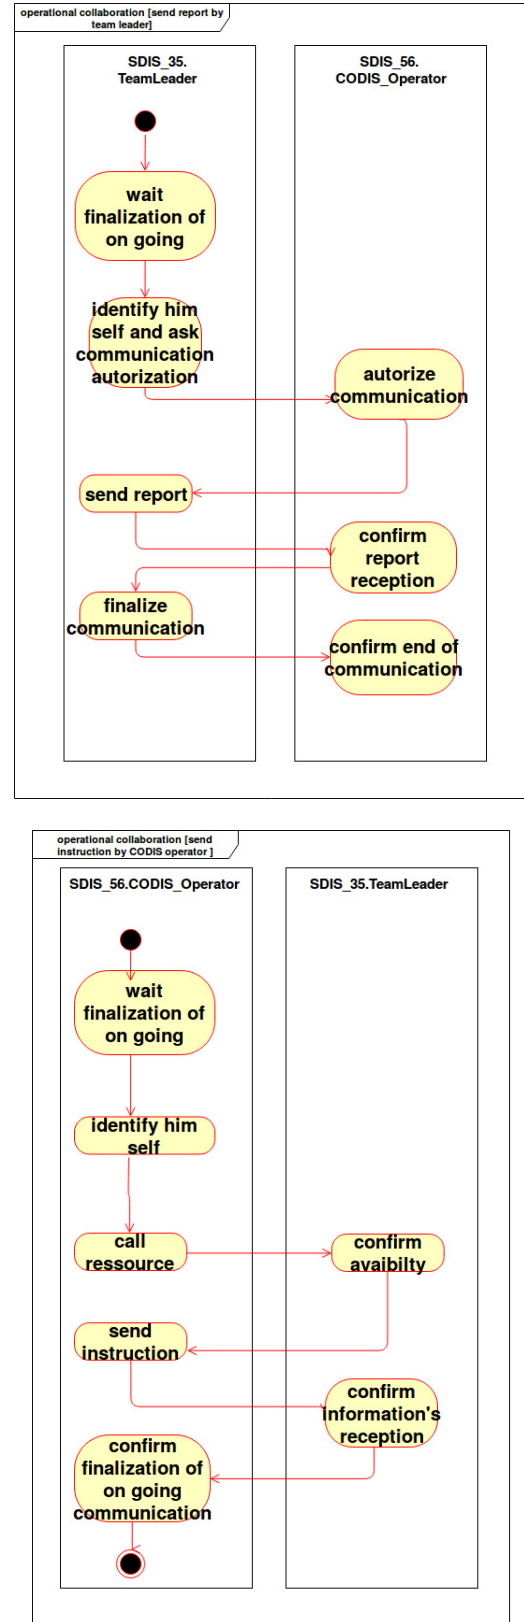 operational collaboration [send report by
team leader]
SDIS_35.
TeamLeader
SDIS_56.
CODIS_Operator
wait
finalization of
on going
identify him
self and ask
communication
autorization
autorize
communication
send report
confirm
report
reception
finalize
communication
confirm end of
communication
operational collaboration [send
instruction by CODIS operator ]
SDIS_56.CODIS_Operator
SDIS_35.TeamLeader
wait
finalization of
on going
identify him
self
call
ressource
confirm
avaibilty
send
instruction
confirm
information's
reception
confirm
finalization of
on going
communication